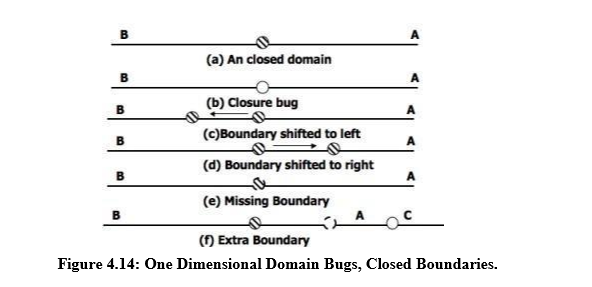 B A
(a) An closed domain
B A
(b) Closure bug
B A
(c)Boundary shifted to left
B A
(d) Boundary shifted to right
B A
(e) Missing Boundary
B A C
(f) Extra Boundary
Figure 4.14: One Dimensional Domain Bugs, Closed Boundaries.